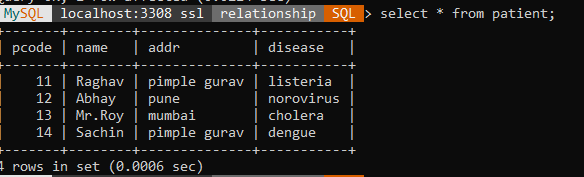 MySQL localhost:3308 ssl relationship SQL > select * from patient;
+-------+--------+--------------+-----------+
| pcode | name | addr | disease |
+-------+--------+--------------+-----------+
| 11 | Raghav | pimple gurav | listeria |
| 12 | Abhay | pune | norovirus |
| 13 | Mr.Roy | mumbai | cholera |
| 14 | Sachin | pimple gurav | dengue |
+-------+--------+--------------+-----------+
4 rows in set (0.0006 sec)